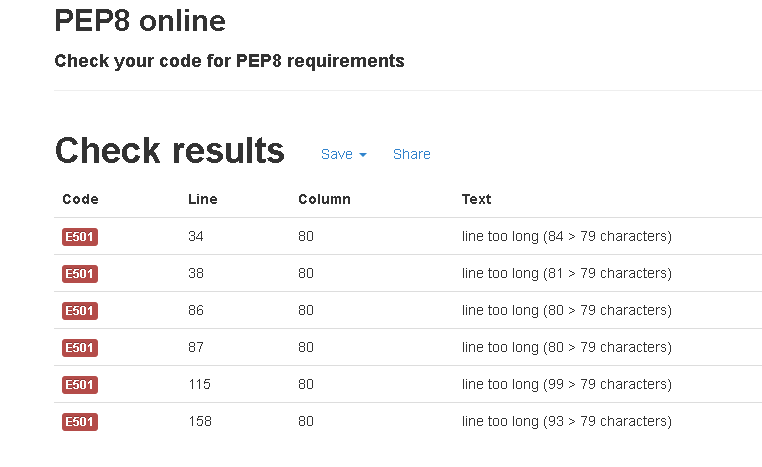 PEP8 online
Check your code for PEP8 requirements
Check results Save Share
Code Line Column Text
E501 34 80 line too long (84 > 79 characters)
E501 38 80 line too long (81 > 79 characters)
E501 86 80 line too long (80 > 79 characters)
E501 87 80 line too long (80 > 79 characters)
E501 115 80 line too long (99 > 79 characters)
E501 158 80 line too long (93 > 79 characters)